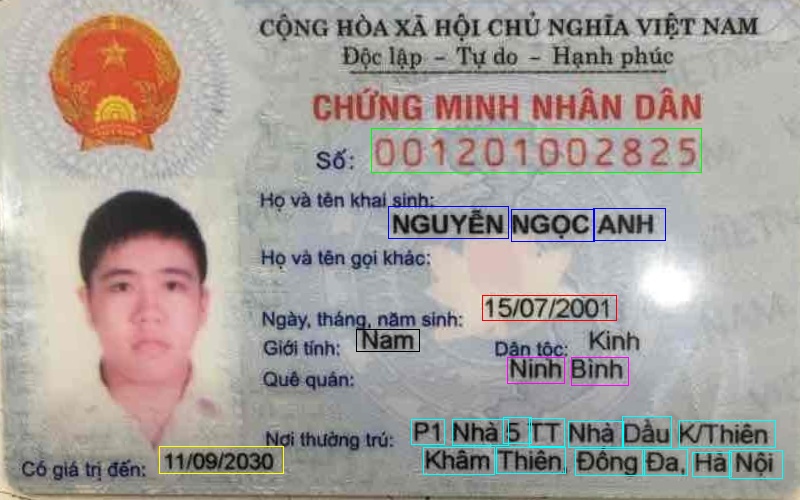 CỘNG HÒA XÃ HỘI CHỦ NGHĨA VIỆT NAM
Độc lập – Tự do – Hạnh phúc
CHỨNG MINH NHÂN DÂN
Số: 001201002825
Họ và tên khai sinh:
NGUYỄN NGỌC ANH
Họ và tên gọi khác:
Ngày, tháng, năm sinh: 15/07/2001
Giới tính: Nam Dân tộc: Kinh
Quê quán: Ninh Bình
Nơi thường trú: P1 Nhà 5 TT Nhà Dầu K/Thiên
Khâm Thiên, Đống Đa, Hà Nội
Có giá trị đến: 11/09/2030